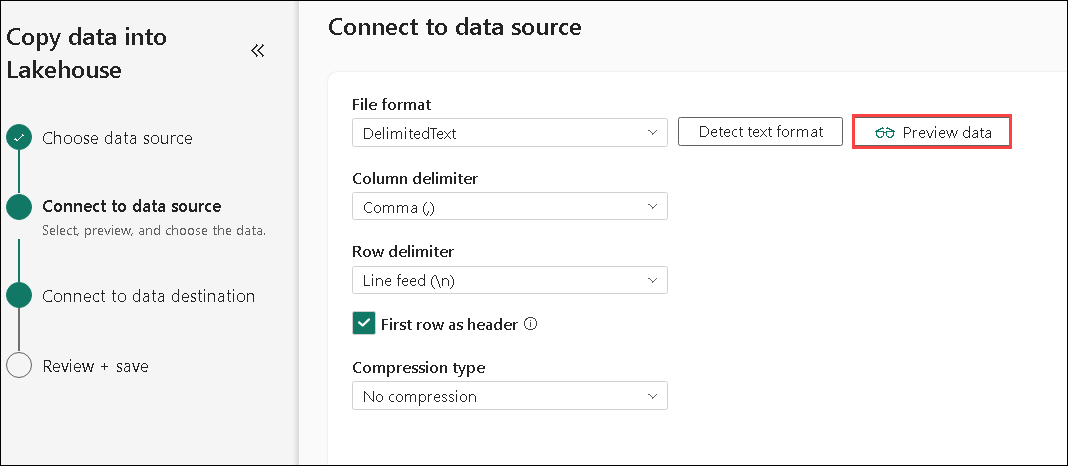 Copy data into
Lakehouse
Choose data source
Connect to data source
Select, preview, and choose the data.
Connect to data destination
Review + save
Connect to data source
File format
DelimitedText
Detect text format
Preview data
Column delimiter
Comma (,)
Row delimiter
Line feed (\n)
First row as header
Compression type
No compression